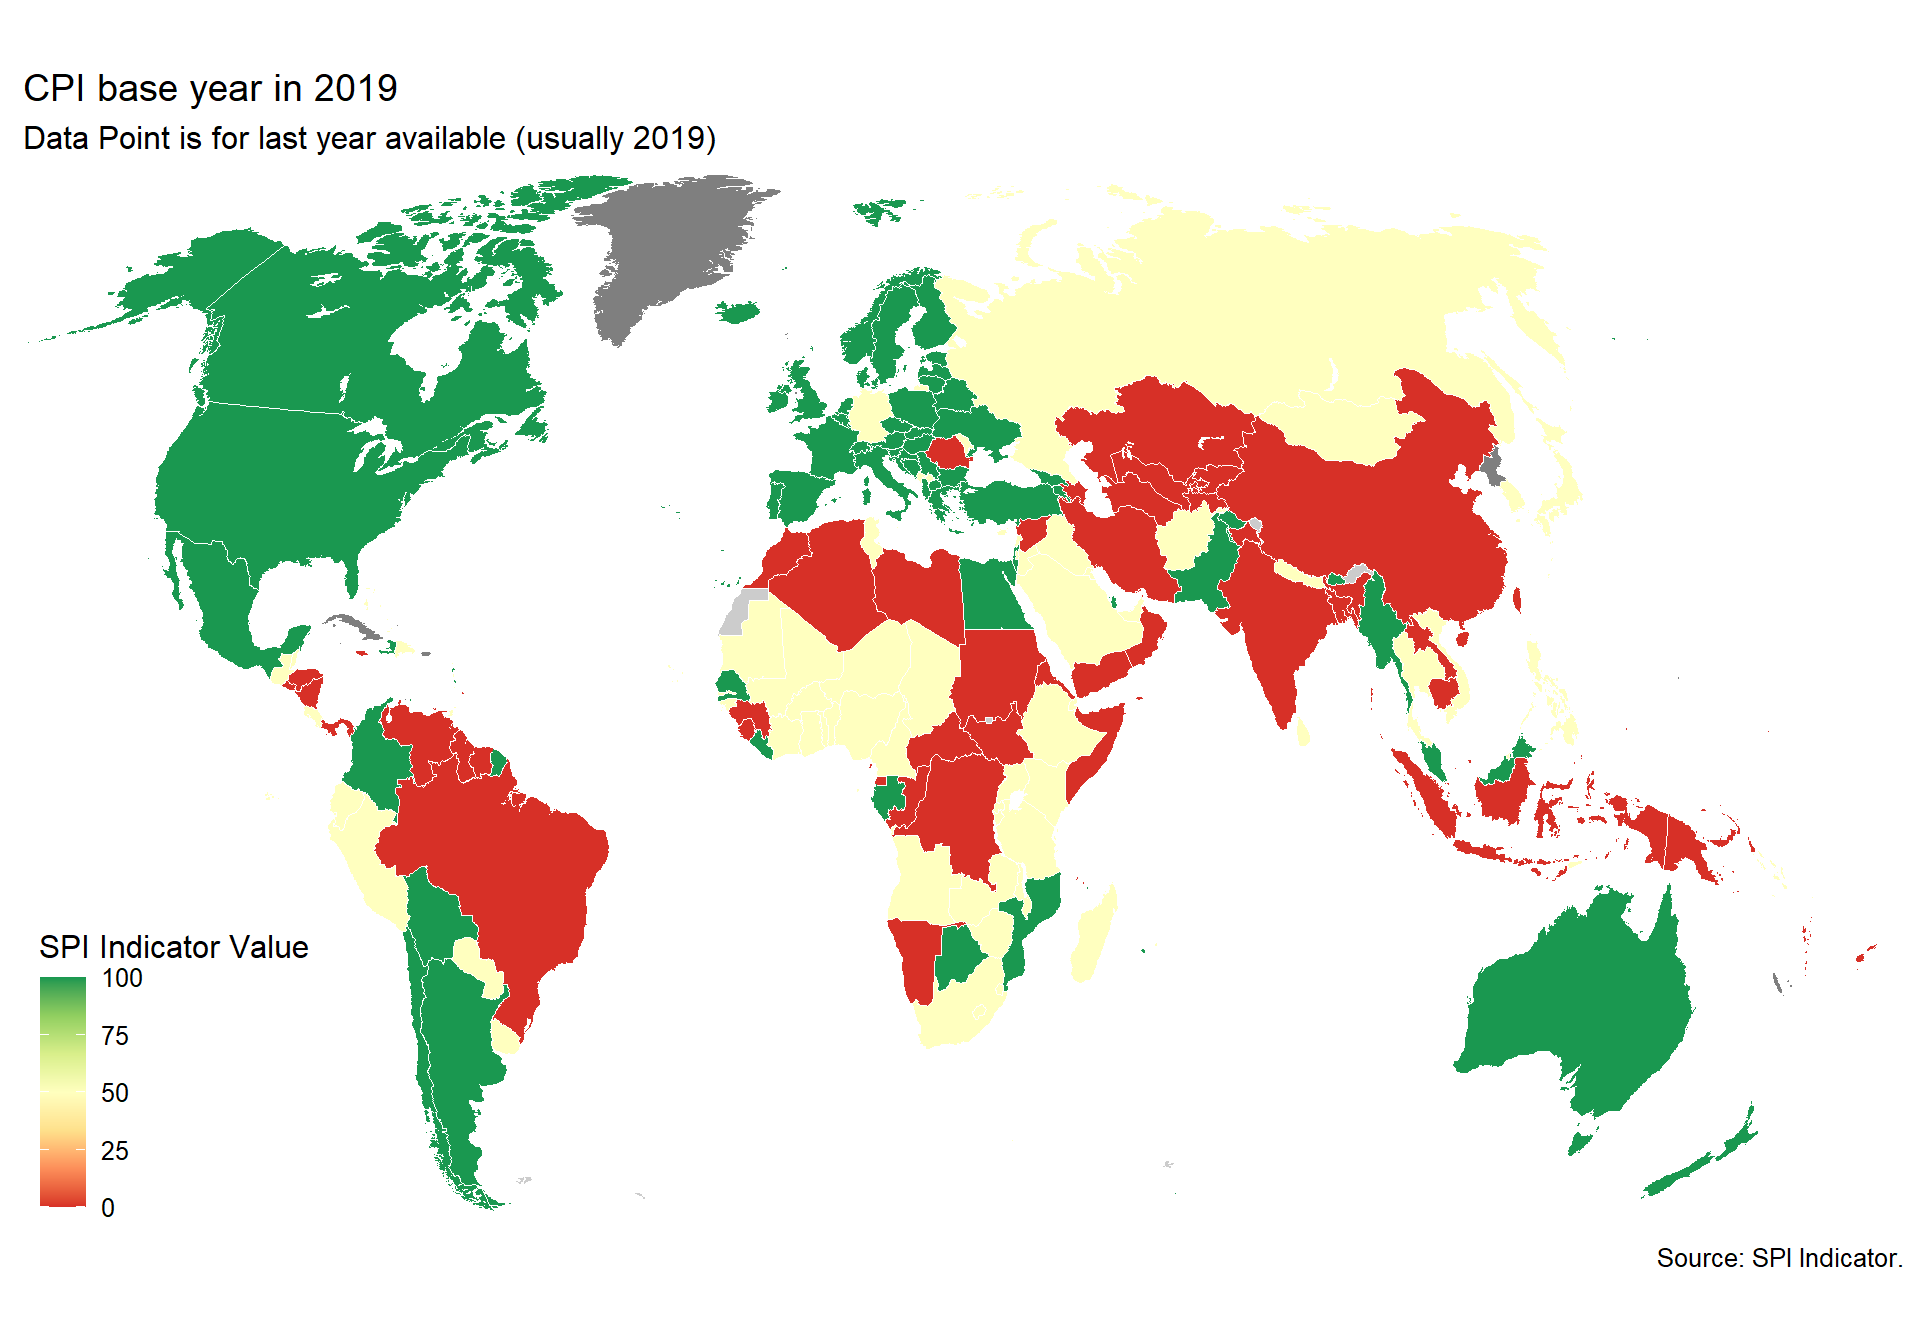 CPI base year in 2019
Data Point is for last year available (usually 2019)
SPI Indicator Value
100
75
50
25
0
Source: SPI Indicator.